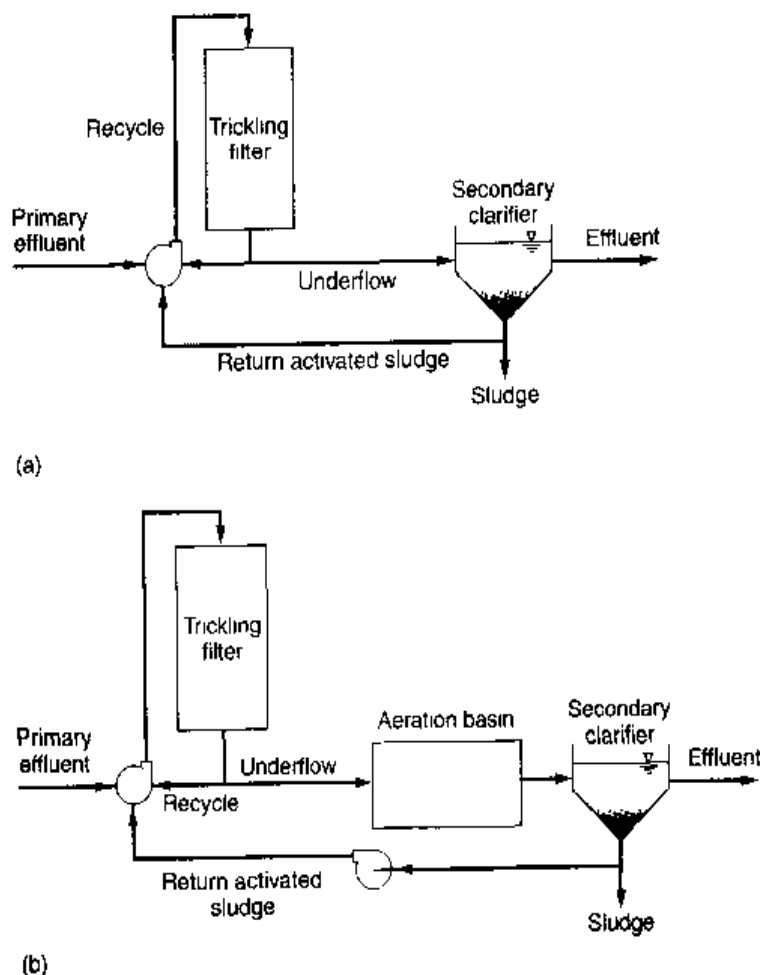 Recycle
Trickling
filter
Primary
effluent
Secondary
clarifier
Effluent
Underflow
Return activated sludge
Sludge
(a)
Trickling
filter
Primary
effluent
Underflow
Recycle
Aeration basin
Secondary
clarifier
Effluent
Return activated
sludge
Sludge
(b)